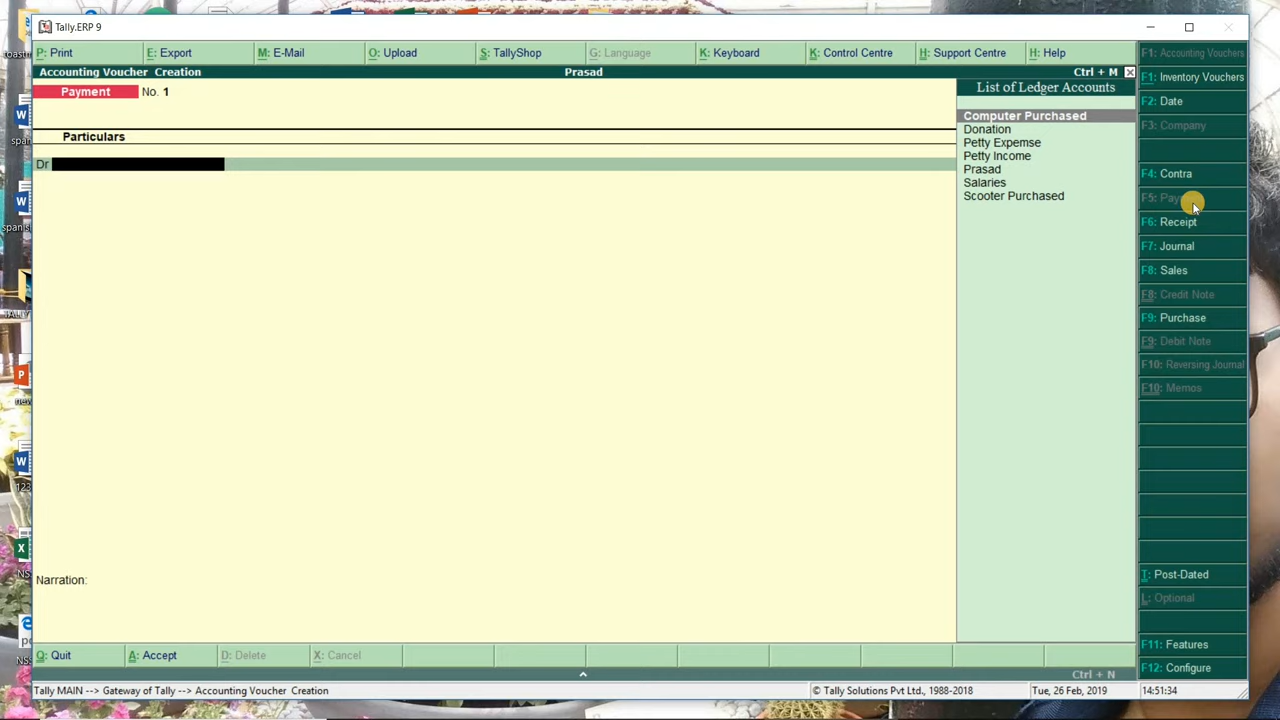 Tally.ERP 9
P: Print E: Export M: E-Mail O: Upload S: TallyShop G: Language K: Keyboard K: Control Centre H: Support Centre H: Help
Accounting Voucher Creation Prasad Ctrl + M
Payment No. 1
Particulars
Dr
Narration:
List of Ledger Accounts
Computer Purchased
Donation
Petty Expemse
Petty Income
Prasad
Salaries
Scooter Purchased
F1: Accounting Vouchers
F1: Inventory Vouchers
F2: Date
F3: Company
F4: Contra
F5:
F6: Receipt
F7: Journal
F8: Sales
F8: Credit Note
F9: Purchase
F9: Debit Note
F10: Reversing Journal
F10: Memos
T: Post-Dated
L: Optional
F11: Features
F12: Configure
Q: Quit A: Accept D: Delete X: Cancel
Ctrl + N
Tally MAIN --> Gateway of Tally --> Accounting Voucher Creation © Tally Solutions Pvt Ltd., 1988-2018 Tue, 26 Feb, 2019 14:51:34